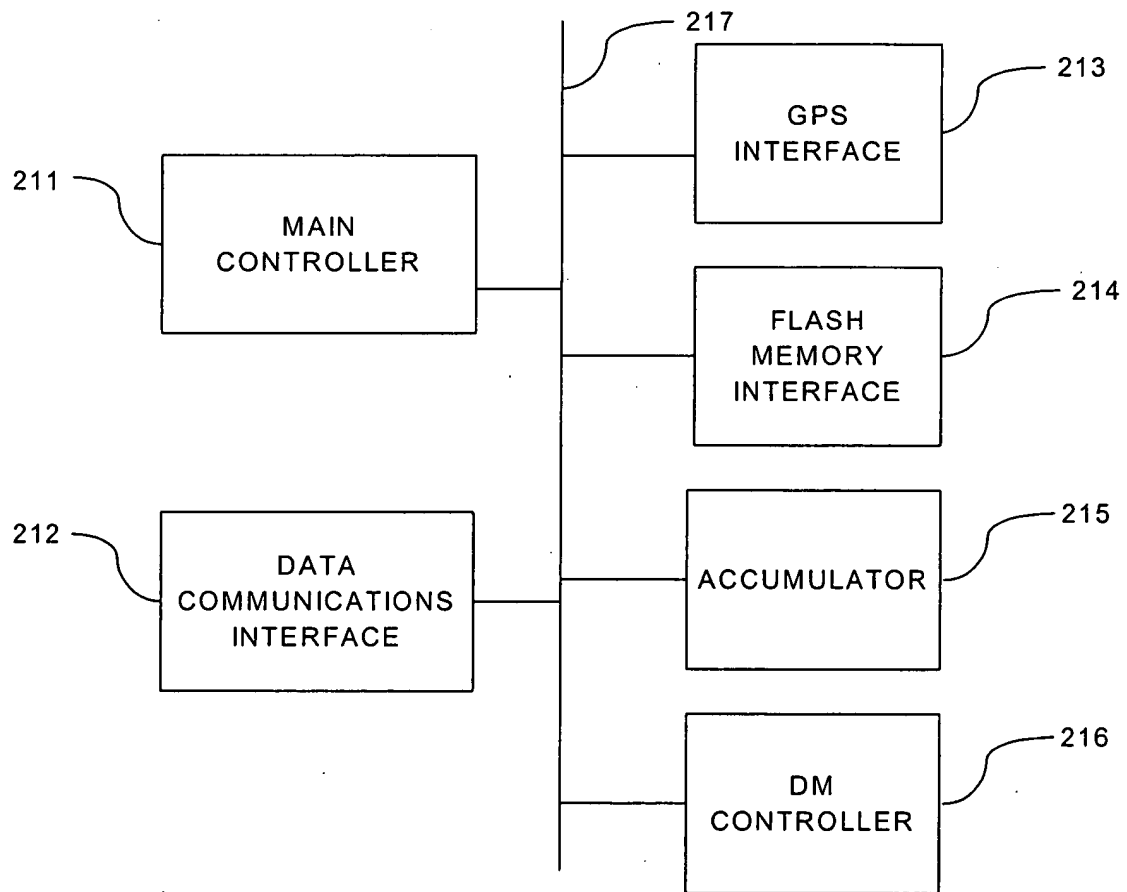 217
213
GPS
INTERFACE
211
MAIN
CONTROLLER
214
FLASH
MEMORY
INTERFACE
212
DATA
COMMUNICATIONS
INTERFACE
215
ACCUMULATOR
216
DM
CONTROLLER